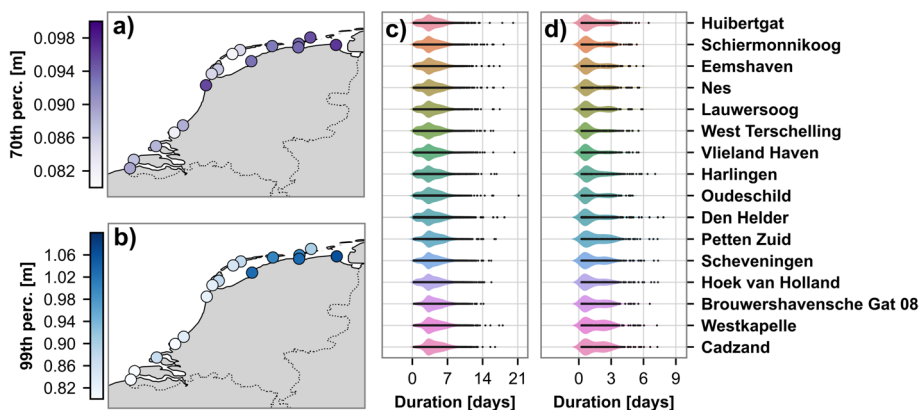 a)
0.098
0.094
0.090
0.086
0.082
70th perc. [m]
b)
1.06
1.02
0.98
0.94
0.90
0.86
0.82
99th perc. [m]
c)
0 7 14 21
Duration [days]
d)
0 3 6 9
Duration [days]
Huibertgat
Schiermonnikoog
Eemshaven
Nes
Lauwersoog
West Terschelling
Vlieland Haven
Harlingen
Oudeschild
Den Helder
Petten Zuid
Scheveningen
Hoek van Holland
Brouwershavensche Gat 08
Westkapelle
Cadzand